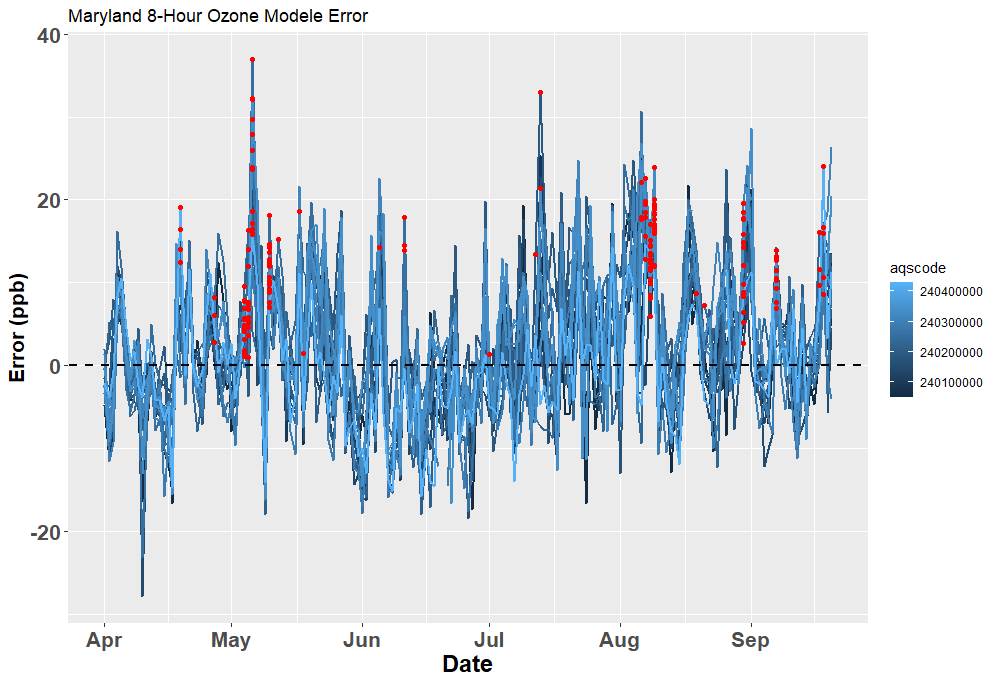 Maryland 8-Hour Ozone Modele Error
40
20
0
-20
Error (ppb)
Apr May Jun Jul Aug Sep
Date
aqscode
240400000
240300000
240200000
240100000